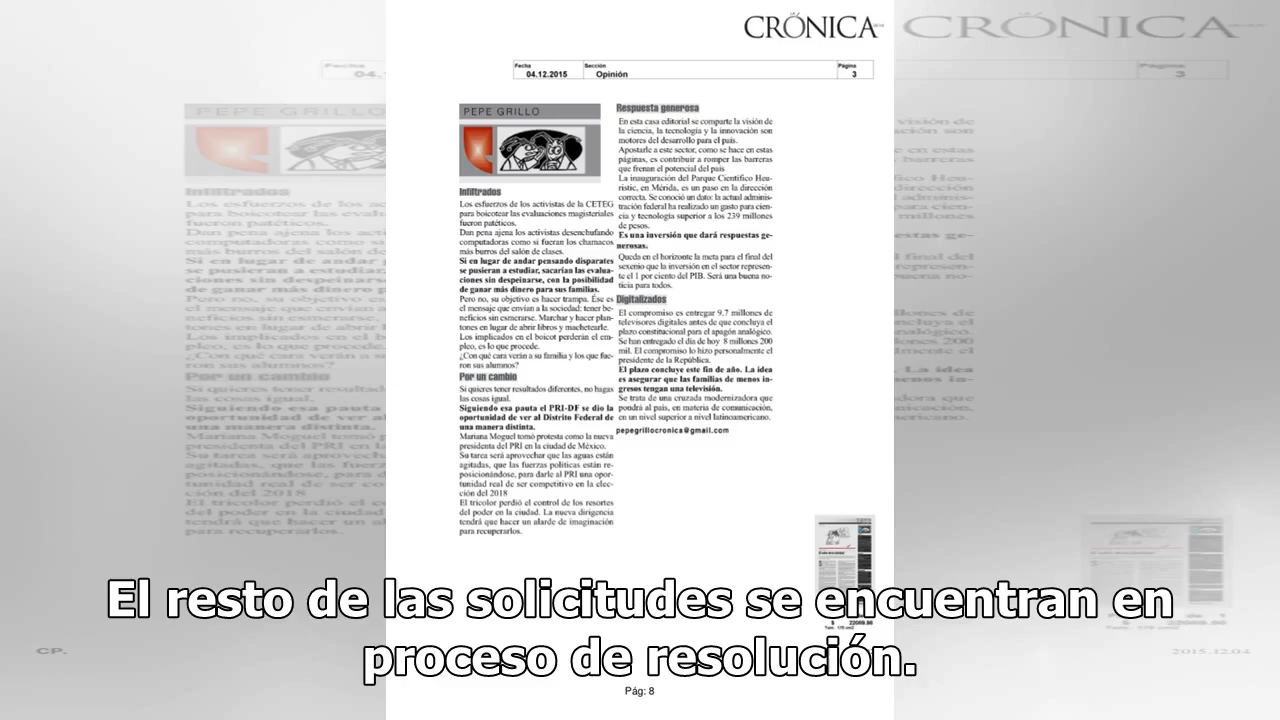 LA
CRÓNICA
Fecha
04.12.2015
Sección
Opinión
Página
3
PEPE GRILLO
Infiltrados
Los esfuerzos de los activistas de la CETEG
para boicotear las evaluaciones magisteriales
fueron patéticos.
Dan pena ajena los activistas desenchufando
computadoras como si fueran los chamacos
más burros del salón de clases.
Si en lugar de andar pensando disparates
se pusieran a estudiar, sacarían las evalua-
ciones sin despeinarse, con la posibilidad
de ganar más dinero para sus familias.
Pero no, su objetivo es hacer trampa. Ése es
el mensaje que envían a la sociedad: tener be-
neficios sin esmerarse. Marchar y hacer plan-
tones en lugar de abrir libros y machetearle.
Los implicados en el boicot perderán el em-
pleo, es lo que procede.
¿Con qué cara verán a su familia y los que fue-
ron sus alumnos?
Por un cambio
Si quieres tener resultados diferentes, no hagas
las cosas igual.
Siguiendo esa pauta el PRI-DF se dio la
oportunidad de ver al Distrito Federal de
una manera distinta.
Mariana Moguel tomó protesta como la nueva
presidenta del PRI en la ciudad de México.
Su tarea será aprovechar que las aguas están
agitadas, que las fuerzas políticas están re-
posicionándose, para darle al PRI una opor-
tunidad real de ser competitivo en la elec-
ción del 2018
El tricolor perdió el control de los resortes
del poder en la ciudad. La nueva dirigencia
tendrá que hacer un alarde de imaginación
para recuperarlos.
Respuesta generosa
En esta casa editorial se comparte la visión de
la ciencia, la tecnología y la innovación son
motores del desarrollo para el país.
Apostarle a este sector, como se hace en estas
páginas, es contribuir a romper las barreras
que frenan el potencial del país
La inauguración del Parque Científico Heu-
ristic, en Mérida, es un paso en la dirección
correcta. Se conoció un dato: la actual adminis-
tración federal ha realizado un gasto para cien-
cia y tecnología superior a los 239 millones
de pesos.
Es una inversión que dará respuestas ge-
nerosas.
Queda en el horizonte la meta para el final del
sexenio que la inversión en el sector represen-
te el 1 por ciento del PIB. Será una buena no-
ticia para todos.
Digitalizados
El compromiso es entregar 9.7 millones de
televisores digitales antes de que concluya el
plazo constitucional para el apagón analógico.
Se han entregado el día de hoy 8 millones 200
mil. El compromiso lo hizo personalmente el
presidente de la República.
El plazo concluye este fin de año. La idea
es asegurar que las familias de menos in-
gresos tengan una televisión.
Se trata de una cruzada modernizadora que
pondrá al país, en materia de comunicación,
en un nivel superior a nivel latinoamericano.
pepegrillocronica@gmail.com
El resto de las solicitudes se encuentran en
proceso de resolución.
CP.
2015.12.04
Pág: 8